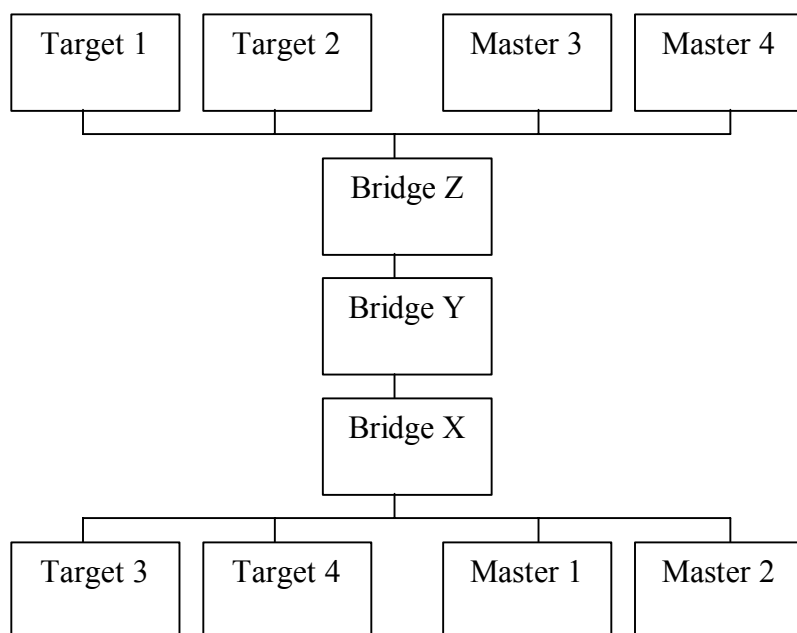 Target 1
Target 2
Master 3
Master 4
Bridge Z
Bridge Y
Bridge X
Target 3
Target 4
Master 1
Master 2